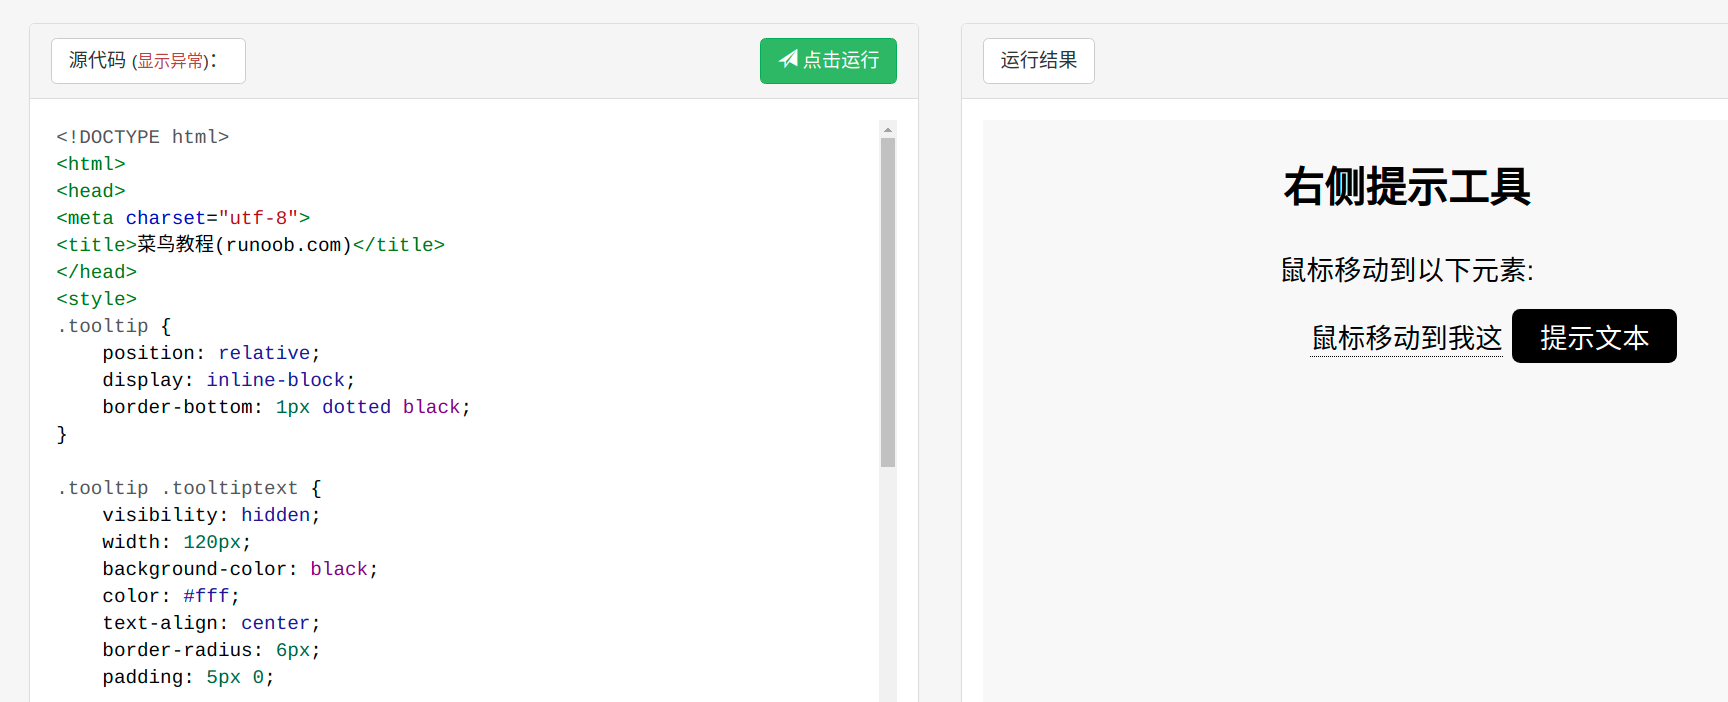 源代码 (显示异常)：
点击运行
<!DOCTYPE html>
<html>
<head>
<meta charset="utf-8">
<title>菜鸟教程(runoob.com)</title>
</head>
<style>
.tooltip {
    position: relative;
    display: inline-block;
    border-bottom: 1px dotted black;
}

.tooltip .tooltiptext {
    visibility: hidden;
    width: 120px;
    background-color: black;
    color: #fff;
    text-align: center;
    border-radius: 6px;
    padding: 5px 0;
运行结果
右侧提示工具
鼠标移动到以下元素:
鼠标移动到我这 提示文本